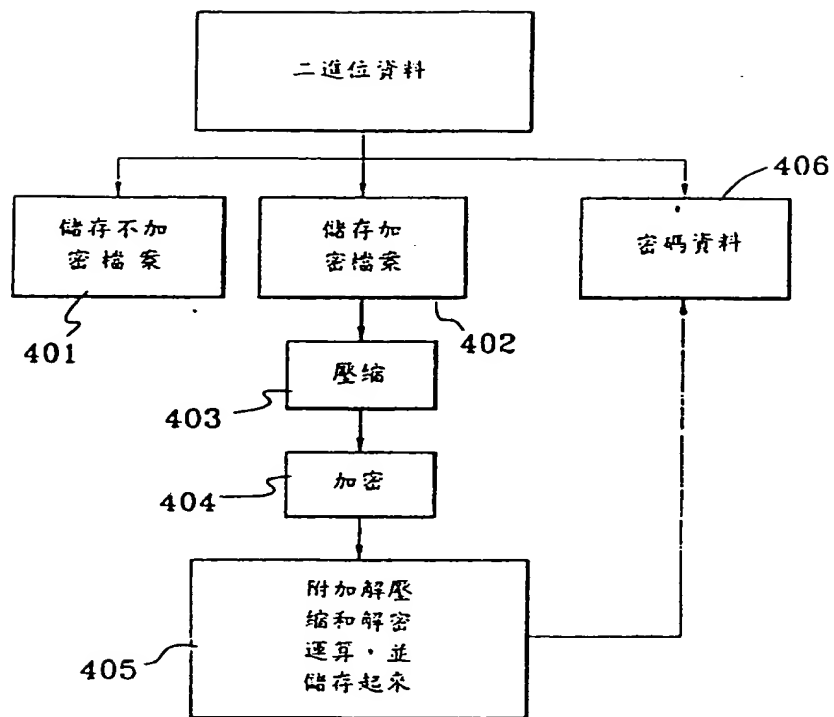 二進位資料
406
儲存不加
密檔案
儲存加
密檔案
密碼資料
401
402
壓縮
403
加密
404
附加解壓
縮和解密
運算,並
儲存起來
405